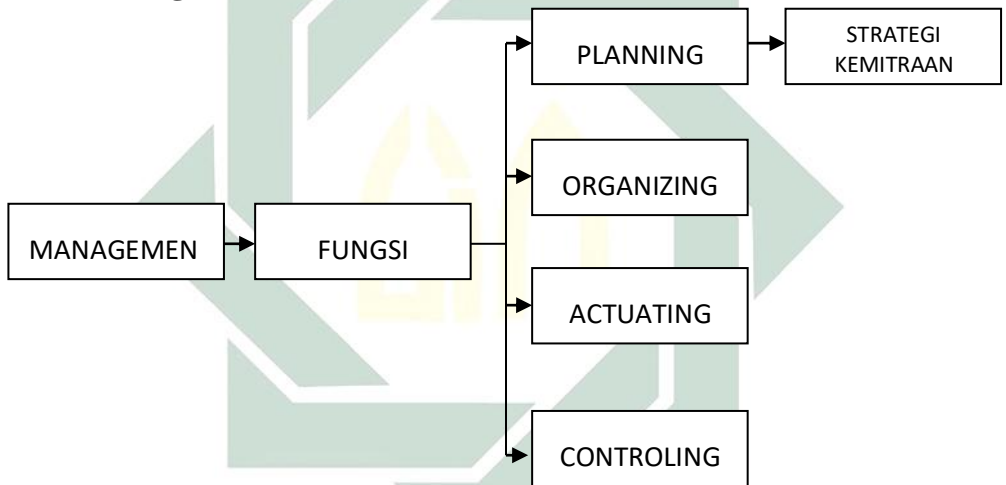 PLANNING
STRATEGI
KEMITRAAN
ORGANIZING
MANAGEMEN
FUNGSI
ACTUATING
CONTROLING